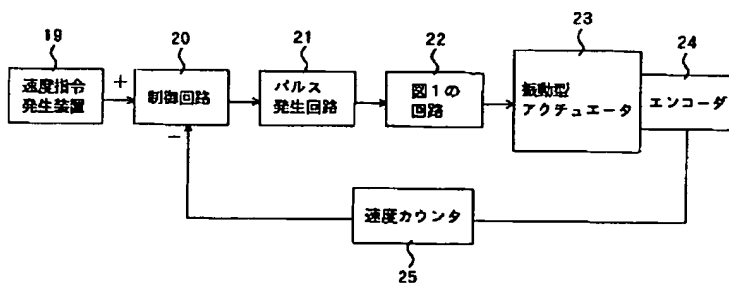 19
20
21
22
23
24
速度指令
発生装置
+
−
制御回路
パルス
発生回路
図1の
回路
振動型
アクチュエータ
エンコーダ
速度カウンタ
25